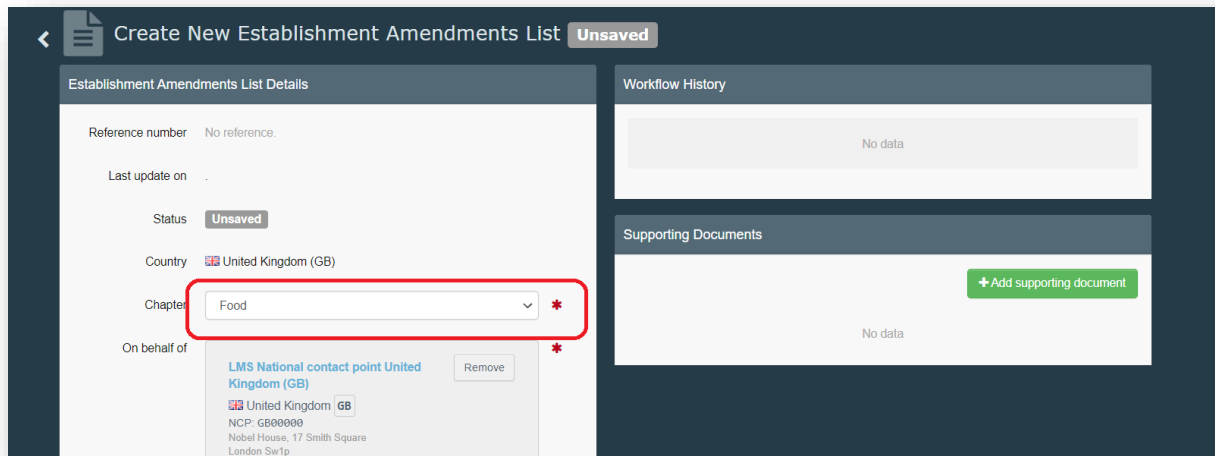 Create New Establishment Amendments List Unsaved
Establishment Amendments List Details
Reference number No reference.
Last update on .
Status Unsaved
Country United Kingdom (GB)
Chapter Food *
On behalf of *
LMS National contact point United
Kingdom (GB)
Remove
United Kingdom GB
NCP: GB00000
Nobel House, 17 Smith Square
London Sw1p
Workflow History
No data
Supporting Documents
+ Add supporting document
No data